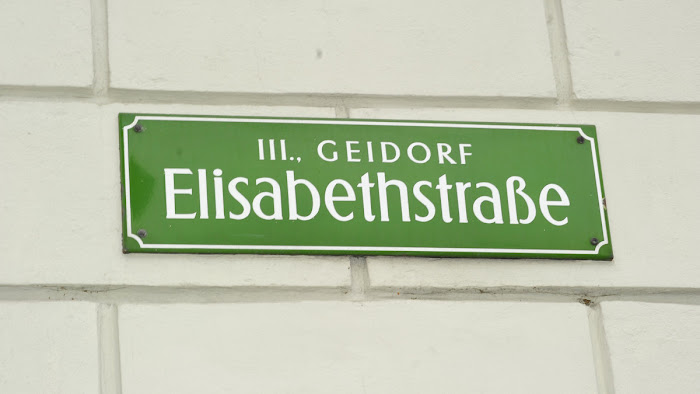 III., GEIDORF
Elisabethstraße